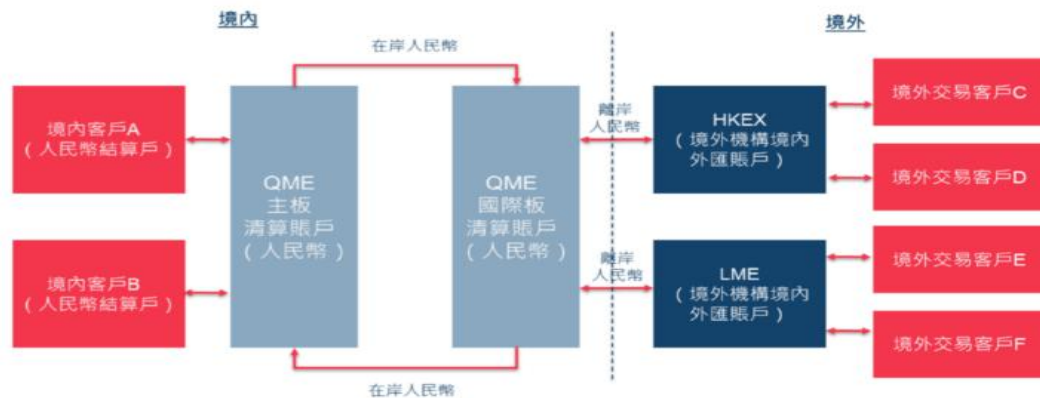 境內
境外
在岸人民幣
境內客戶A
（人民幣結算戶）
境內客戶B
（人民幣結算戶）
QME
主板
清算賬戶
（人民幣）
QME
國際板
清算賬戶
（人民幣）
離岸
人民幣
離岸
人民幣
HKEX
（境外機構境內
外匯賬戶）
LME
（境外機構境內
外匯賬戶）
境外交易客戶C
境外交易客戶D
境外交易客戶E
境外交易客戶F
在岸人民幣